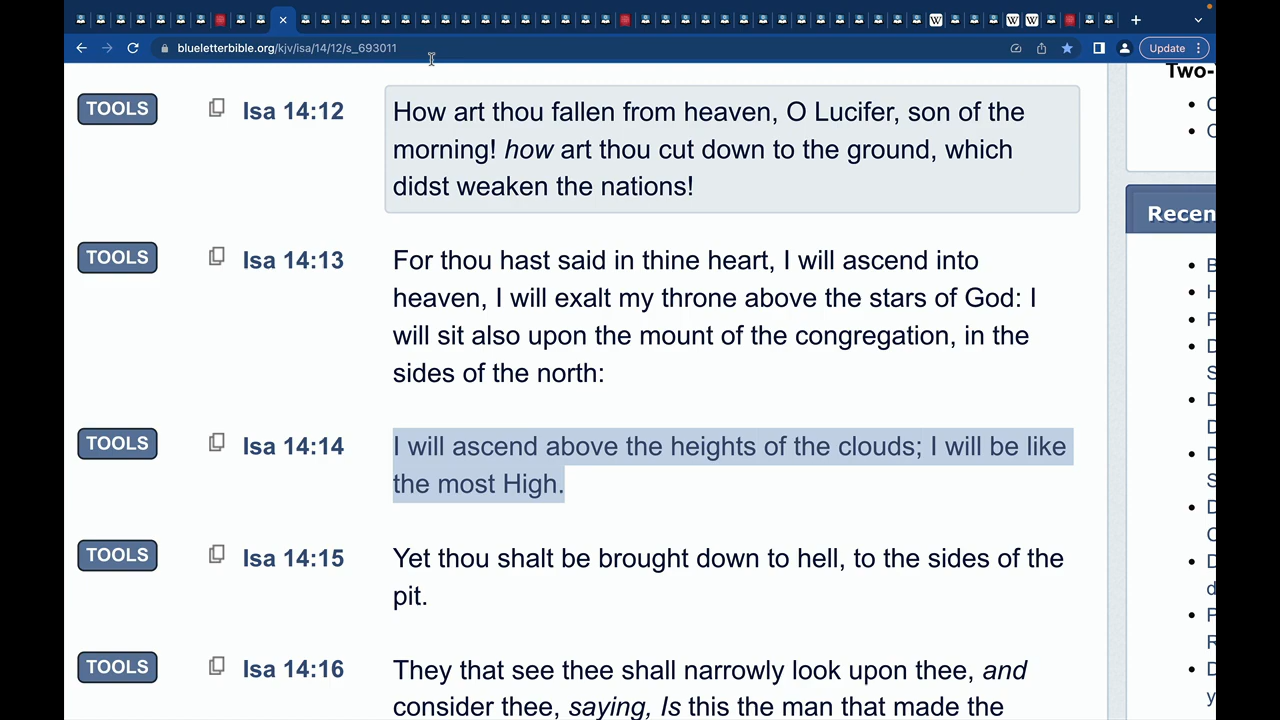 Isa
blueletterbible.org/kjv/isa/14/12/s_693011
Update
Two-
TOOLS
Isa 14:12
How art thou fallen from heaven, O Lucifer, son of the
morning! how art thou cut down to the ground, which
didst weaken the nations!
Recen
TOOLS
Isa 14:13
For thou hast said in thine heart, I will ascend into
heaven, I will exalt my throne above the stars of God: I
will sit also upon the mount of the congregation, in the
sides of the north:
TOOLS
Isa 14:14
I will ascend above the heights of the clouds; I will be like
the most High.
TOOLS
Isa 14:15
Yet thou shalt be brought down to hell, to the sides of the
pit.
TOOLS
Isa 14:16
They that see thee shall narrowly look upon thee, and
consider thee, saying, Is this the man that made the